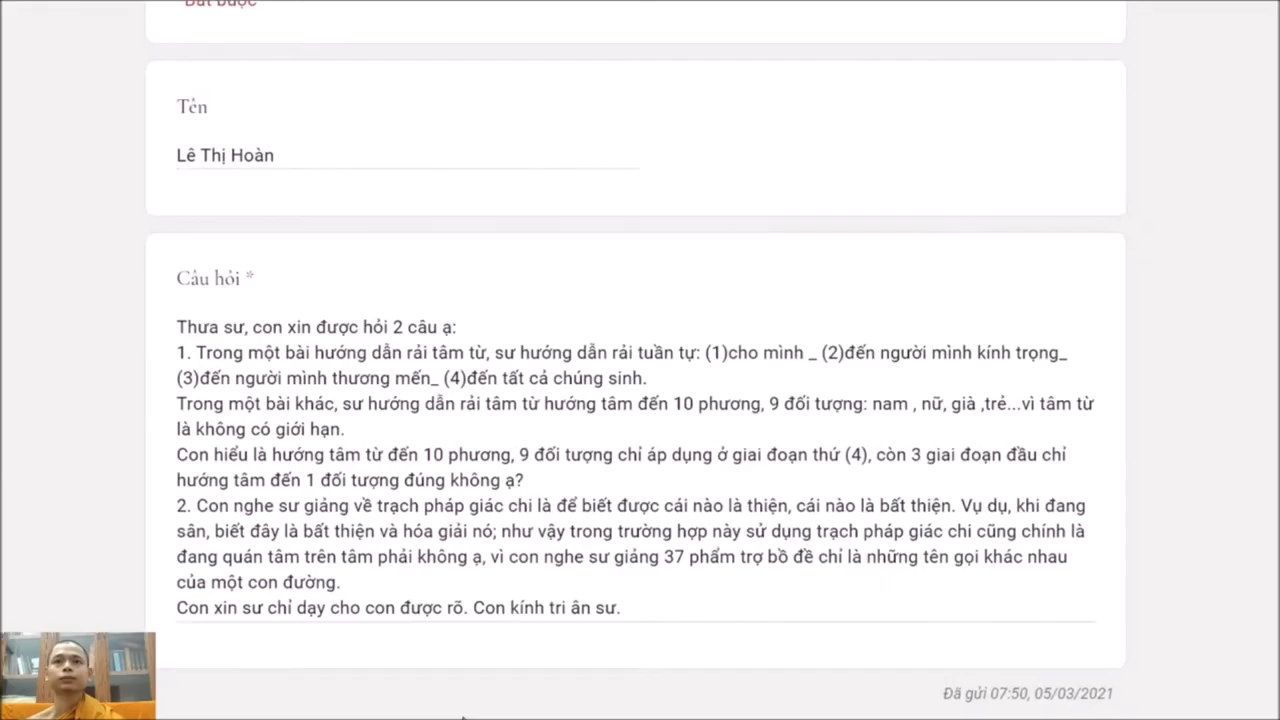 *Bắt buộc
Tên
Lê Thị Hoàn
Câu hỏi *
Thưa sư, con xin được hỏi 2 câu ạ:
1. Trong một bài hướng dẫn rải tâm từ, sư hướng dẫn rải tuần tự: (1)cho mình _ (2)đến người mình kính trọng_
(3)đến người mình thương mến_ (4)đến tất cả chúng sinh.
Trong một bài khác, sư hướng dẫn rải tâm từ hướng tâm đến 10 phương, 9 đối tượng: nam , nữ, già ,trẻ...vì tâm từ
là không có giới hạn.
Con hiểu là hướng tâm từ đến 10 phương, 9 đối tượng chỉ áp dụng ở giai đoạn thứ (4), còn 3 giai đoạn đầu chỉ
hướng tâm đến 1 đối tượng đúng không ạ?
2. Con nghe sư giảng về trạch pháp giác chi là để biết được cái nào là thiện, cái nào là bất thiện. Vụ dụ, khi đang
sân, biết đây là bất thiện và hóa giải nó; như vậy trong trường hợp này sử dụng trạch pháp giác chi cũng chính là
đang quán tâm trên tâm phải không ạ, vì con nghe sư giảng 37 phẩm trợ bồ đề chỉ là những tên gọi khác nhau
của một con đường.
Con xin sư chỉ dạy cho con được rõ. Con kính tri ân sư.
Đã gửi 07:50, 05/03/2021